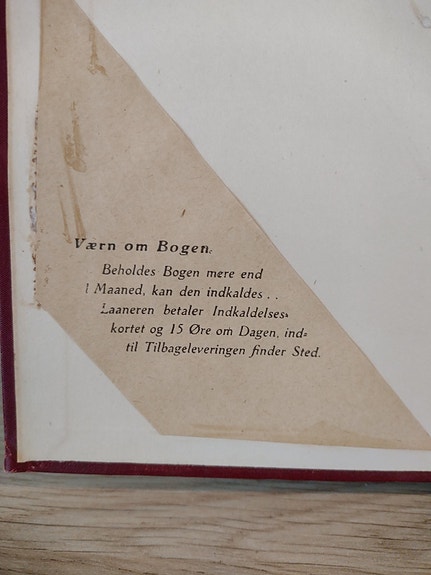 Værn om Bogen.
Beholdes Bogen mere end
1 Maaned, kan den indkaldes . .
Laaneren betaler Indkaldelses=
kortet og 15 Øre om Dagen, ind=
til Tilbageleveringen finder Sted.